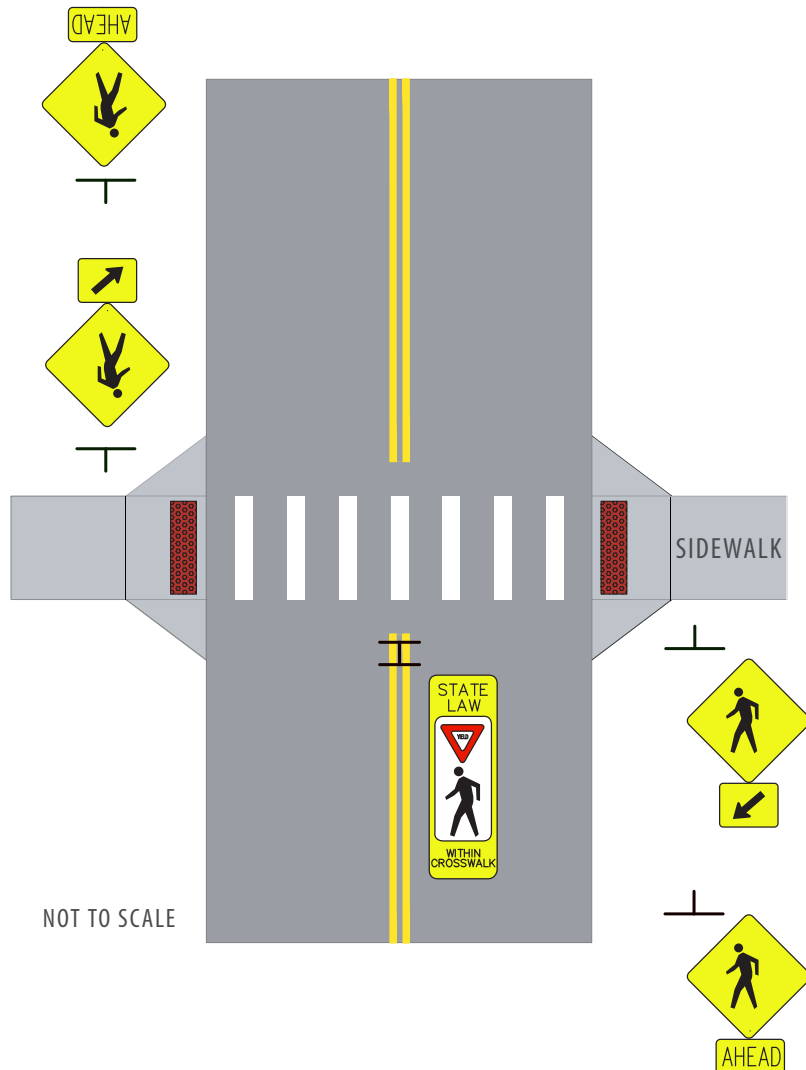 AHEAD
SIDEWALK
STATE
LAW
YIELD
WITHIN
CROSSWALK
NOT TO SCALE
AHEAD